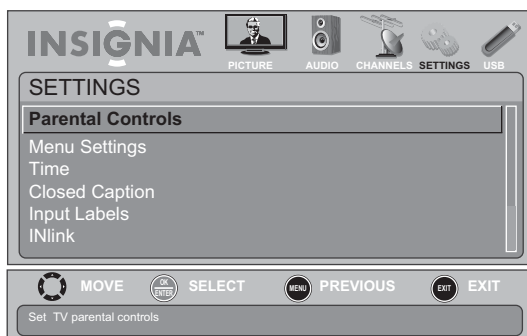 INSIGNIA™
PICTURE AUDIO CHANNELS SETTINGS USB
SETTINGS
Parental Controls
Menu Settings
Time
Closed Caption
Input Labels
INlink
MOVE OK ENTER SELECT MENU PREVIOUS EXIT EXIT
Set TV parental controls